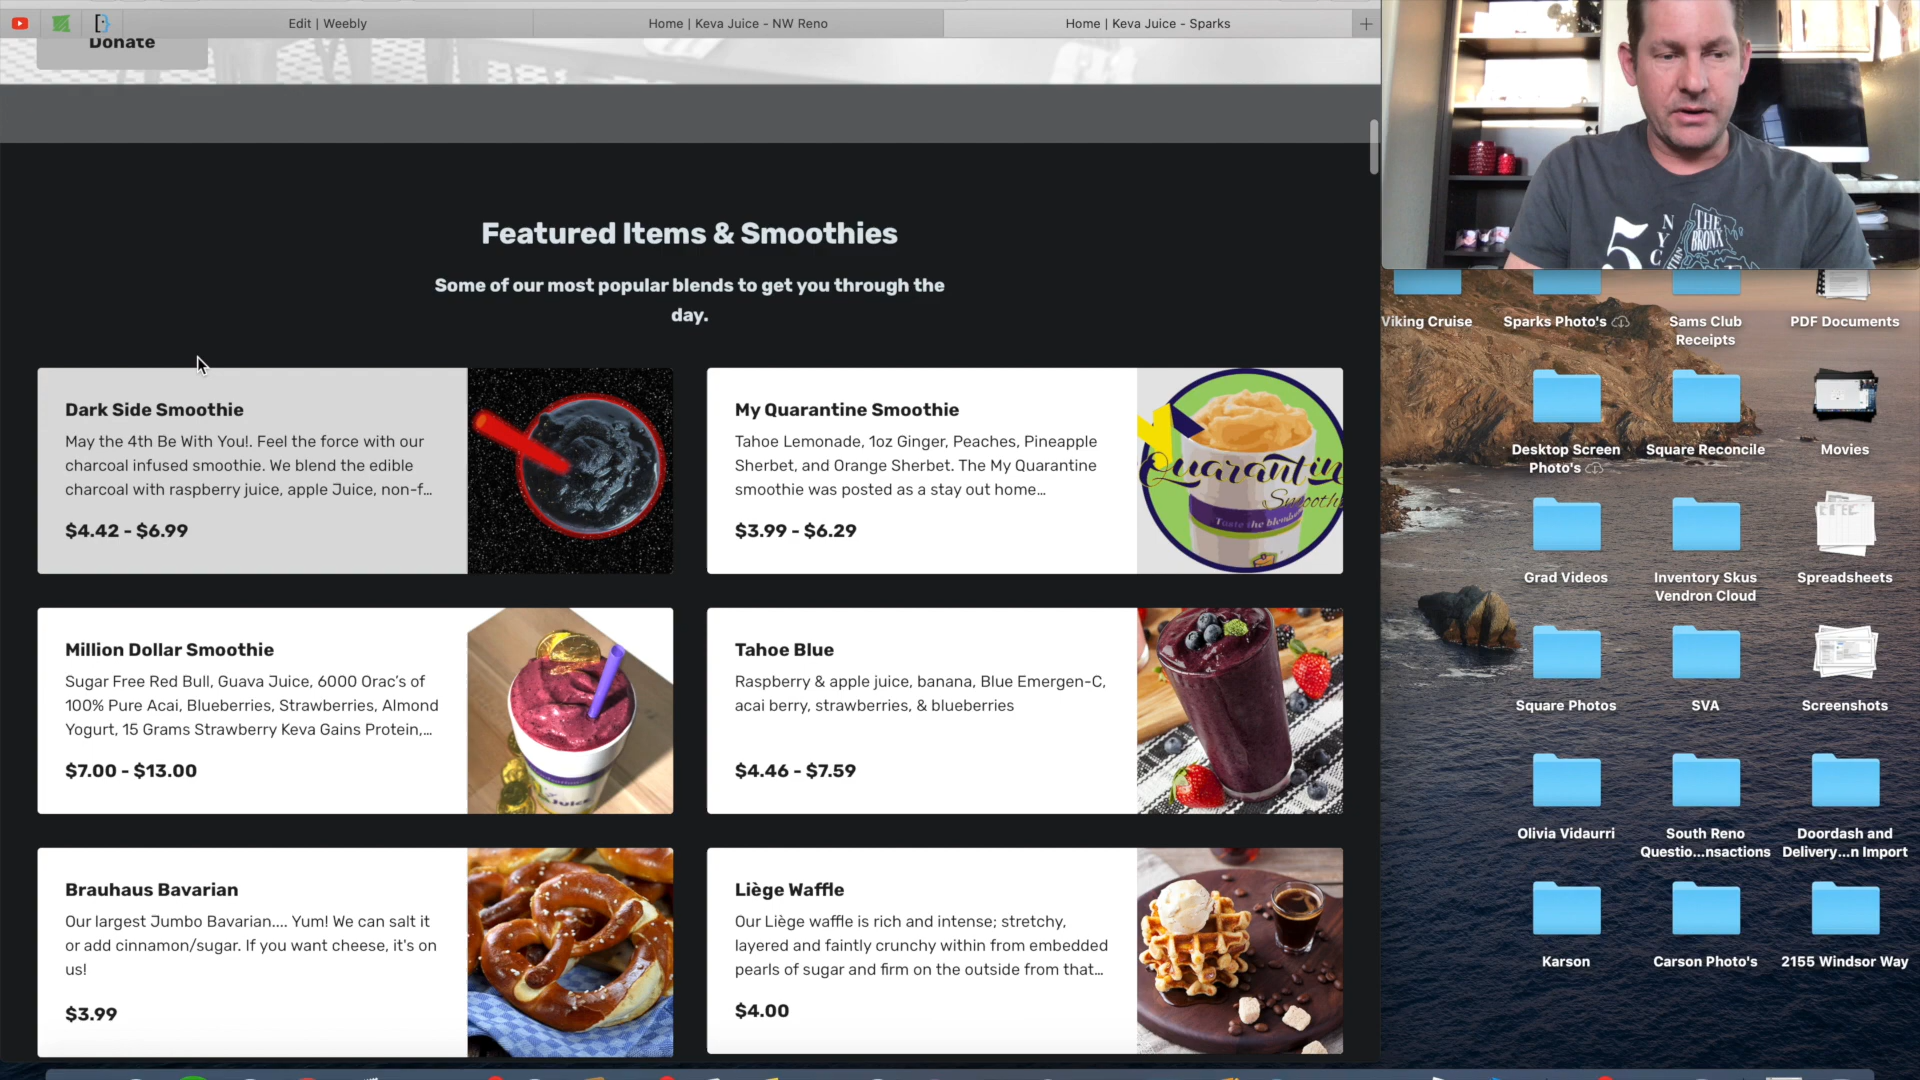 Edit | Weebly
Home | Keva Juice - NW Reno
Home | Keva Juice - Sparks
Donate
Featured Items & Smoothies
Some of our most popular blends to get you through the
day.
Dark Side Smoothie
May the 4th Be With You!. Feel the force with our
charcoal infused smoothie. We blend the edible
charcoal with raspberry juice, apple Juice, non-f...
$4.42 - $6.99
My Quarantine Smoothie
Tahoe Lemonade, 1oz Ginger, Peaches, Pineapple
Sherbet, and Orange Sherbet. The My Quarantine
smoothie was posted as a stay out home...
$3.99 - $6.29
Million Dollar Smoothie
Sugar Free Red Bull, Guava Juice, 6000 Orac's of
100% Pure Acai, Blueberries, Strawberries, Almond
Yogurt, 15 Grams Strawberry Keva Gains Protein,...
$7.00 - $13.00
Tahoe Blue
Raspberry & apple juice, banana, Blue Emergen-C,
acai berry, strawberries, & blueberries
$4.46 - $7.59
Brauhaus Bavarian
Our largest Jumbo Bavarian.... Yum! We can salt it
or add cinnamon/sugar. If you want cheese, it's on
us!
$3.99
Liège Waffle
Our Liège waffle is rich and intense; stretchy,
layered and faintly crunchy within from embedded
pearls of sugar and firm on the outside from that...
$4.00
5
NYC
THE
BRONX
Viking Cruise
Sparks Photo's
Sams Club
Receipts
PDF Documents
Desktop Screen
Photo's
Square Reconcile
Movies
Grad Videos
Inventory Skus
Vendron Cloud
Spreadsheets
Square Photos
SVA
Screenshots
Olivia Vidaurri
South Reno
Questio...nsactions
Doordash and
Delivery...n Import
Karson
Carson Photo's
2155 Windsor Way